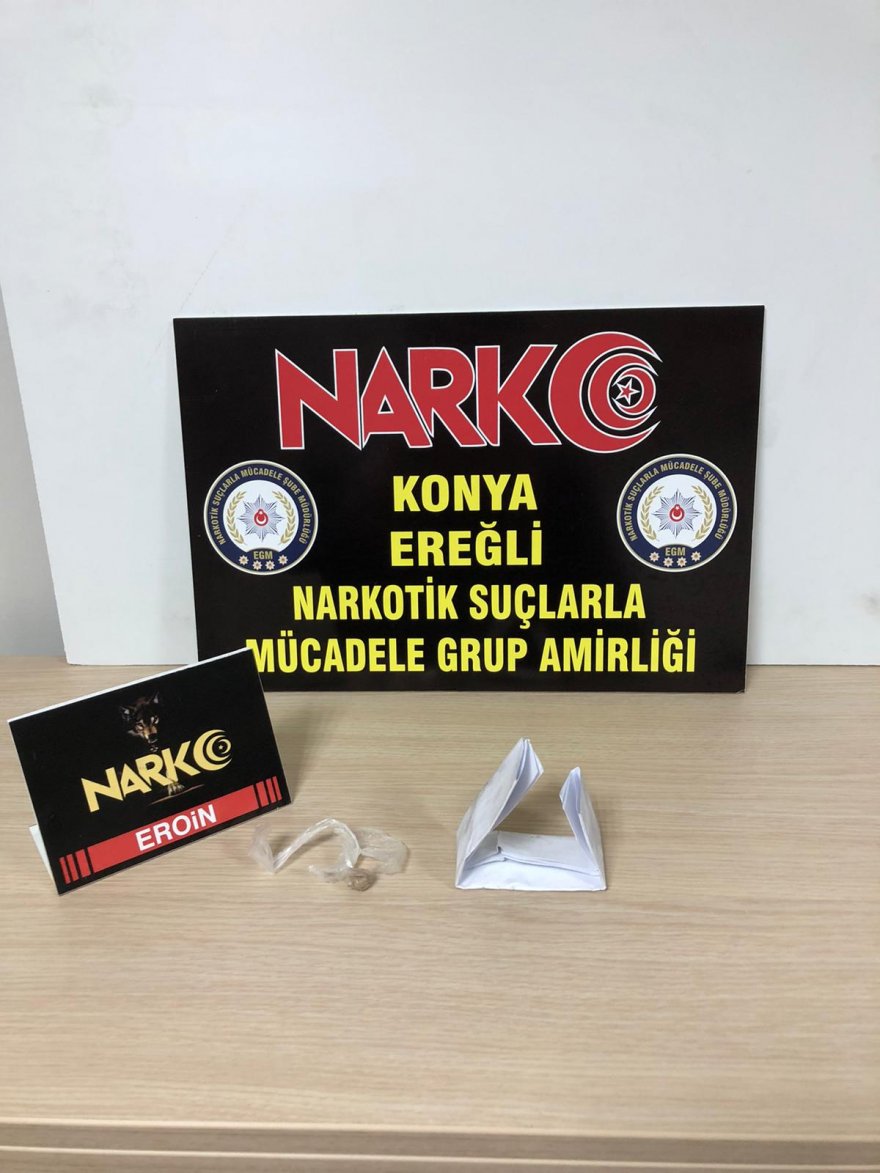 NARKO
KONYA
EREĞLİ
NARKOTİK SUÇLARLA
MÜCADELE GRUP AMİRLİĞİ
NARKOTİK SUÇLARLA MÜCADELE ŞUBE MÜDÜRLÜĞÜ
EGM
NARKOTİK SUÇLARLA MÜCADELE ŞUBE MÜDÜRLÜĞÜ
EGM
NARKO
EROİN